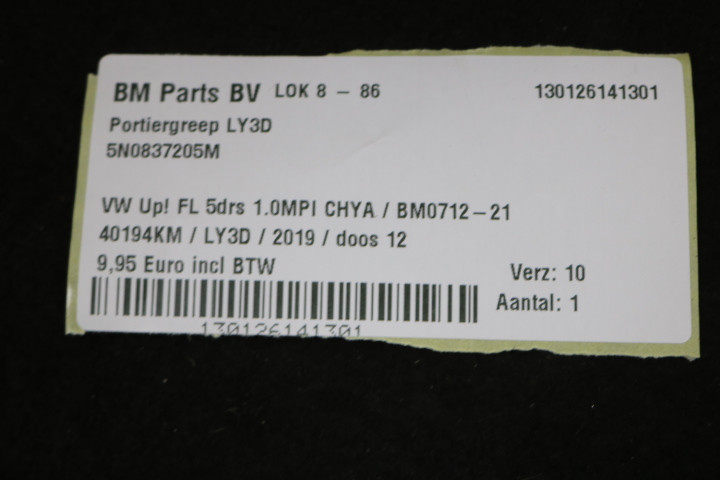 BM Parts BV LOK 8 - 86 130126141301
Portiergreep LY3D
5N0837205M
VW Up! FL 5drs 1.0MPI CHYA / BM0712-21
40194KM / LY3D / 2019 / doos 12
9,95 Euro incl BTW
Verz: 10
Aantal: 1
130126141301